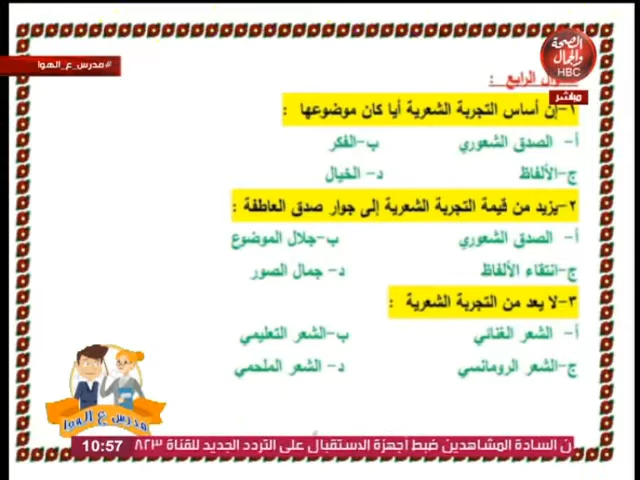 الصحة
والجمال
HBC
مباشر
#مدرس_ع_الهوا
الرابع :
١-إن أساس التجربة الشعرية أيا كان موضوعها :
أ- الصدق الشعوري ب-الفكر
ج-الألفاظ د- الخيال
٢-يزيد من قيمة التجربة الشعرية إلى جوار صدق العاطفة :
أ- الصدق الشعوري ب-جلال الموضوع
ج-انتقاء الألفاظ د- جمال الصور
٣-لا يعد من التجربة الشعرية :
أ- الشعر الغنائي ب-الشعر التعليمي
ج-الشعر الرومانسي د- الشعر الملحمي
مدرس ع الهوا
ن السادة المشاهدين ضبط أجهزة الاستقبال على التردد الجديد للقناة ٨٢٣
10:57